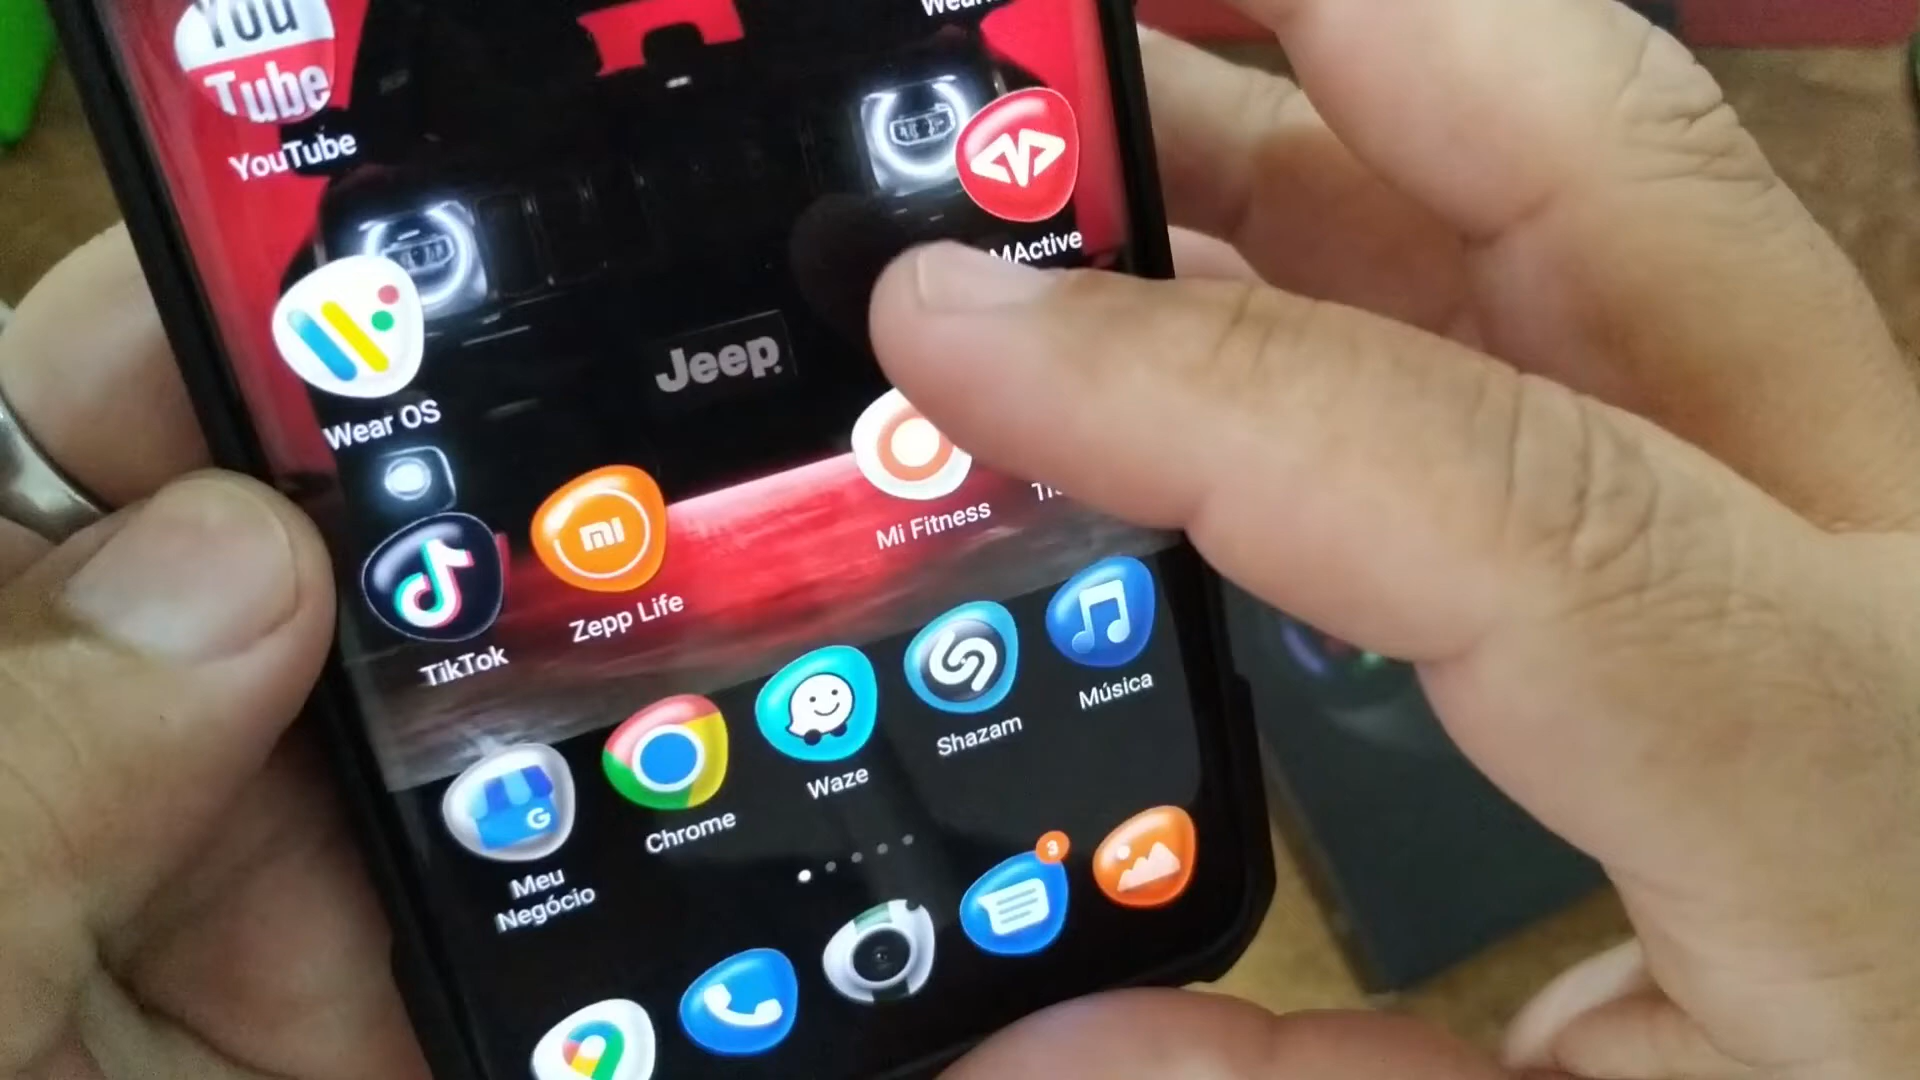 You
Tube
YouTube
MActive
Jeep
Wear OS
mi
Mi Fitness
Zepp Life
TikTok
Música
Shazam
Waze
Chrome
G
Meu
Negócio
3